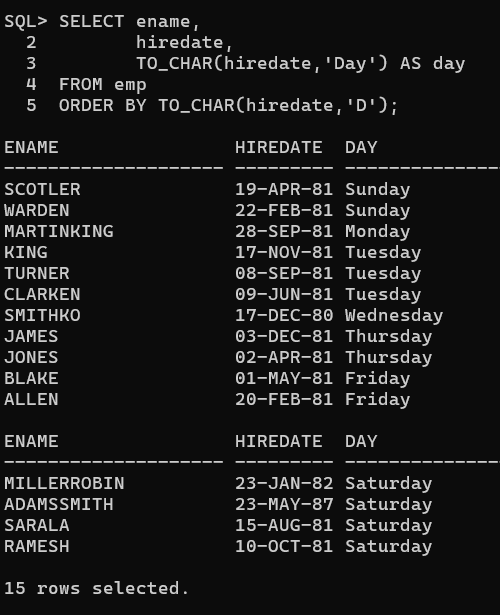 SQL> SELECT ename,
  2         hiredate,
  3         TO_CHAR(hiredate,'Day') AS day
  4  FROM emp
  5  ORDER BY TO_CHAR(hiredate,'D');

ENAME                HIREDATE  DAY
-------------------- --------- --------------
SCOTLER              19-APR-81 Sunday
WARDEN               22-FEB-81 Sunday
MARTINKING           28-SEP-81 Monday
KING                 17-NOV-81 Tuesday
TURNER               08-SEP-81 Tuesday
CLARKEN              09-JUN-81 Tuesday
SMITHKO              17-DEC-80 Wednesday
JAMES                03-DEC-81 Thursday
JONES                02-APR-81 Thursday
BLAKE                01-MAY-81 Friday
ALLEN                20-FEB-81 Friday

ENAME                HIREDATE  DAY
-------------------- --------- --------------
MILLERROBIN          23-JAN-82 Saturday
ADAMSSMITH           23-MAY-87 Saturday
SARALA               15-AUG-81 Saturday
RAMESH               10-OCT-81 Saturday

15 rows selected.